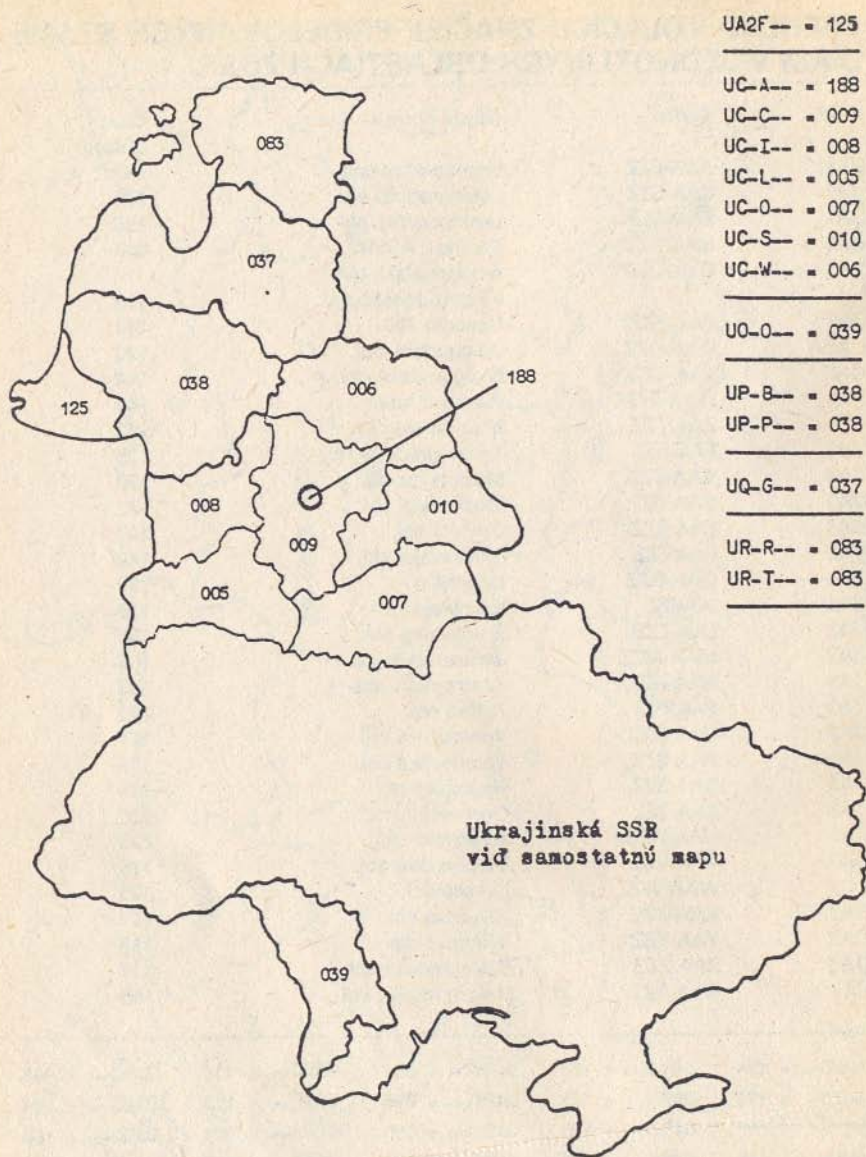 UA2F-- = 125
UC-A-- = 188
UC-C-- = 009
UC-I-- = 008
UC-L-- = 005
UC-O-- = 007
UC-S-- = 010
UC-W-- = 006
UO-O-- = 039
UP-B-- = 038
UP-P-- = 038
UQ-G-- = 037
UR-R-- = 083
UR-T-- = 083
083
037
038
006
188
125
008
010
009
005
007
Ukrajinská SSR
viď samostatnú mapu
039